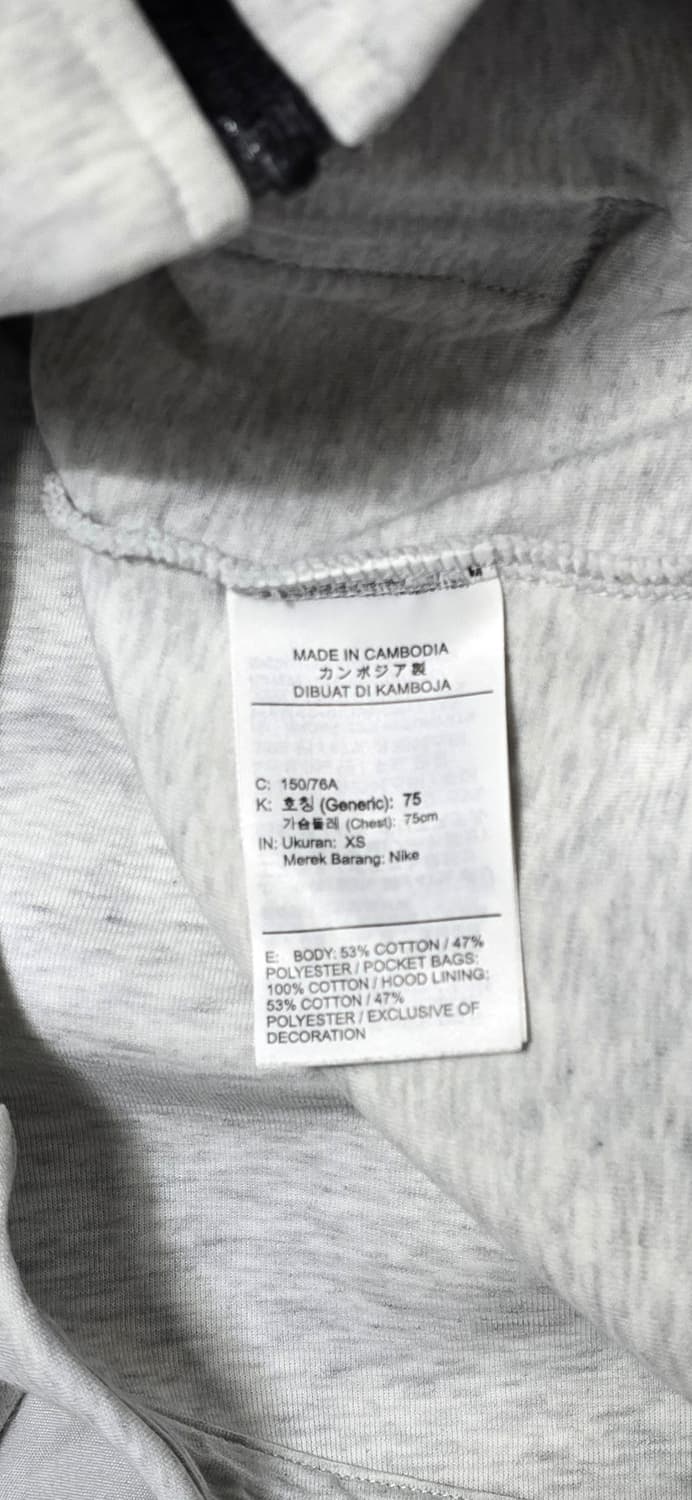 MADE IN CAMBODIA
カンボジア製
DIBUAT DI KAMBOJA
C: 150/76A
K: 호칭 (Generic): 75
가슴둘레 (Chest): 75cm
IN: Ukuran: XS
Merek Barang: Nike
E: BODY: 53% COTTON / 47%
POLYESTER / POCKET BAGS:
100% COTTON / HOOD LINING:
53% COTTON / 47%
POLYESTER / EXCLUSIVE OF
DECORATION